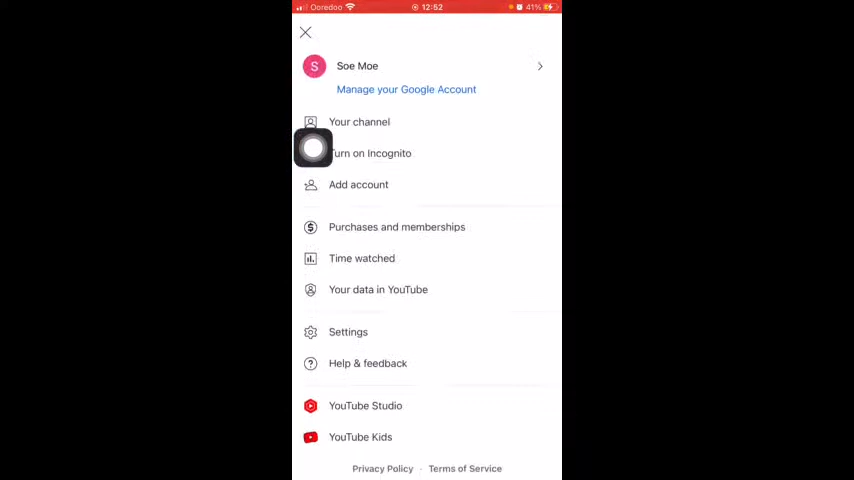 Ooredoo 12:52 41%
S Soe Moe
Manage your Google Account
Your channel
Turn on Incognito
Add account
Purchases and memberships
Time watched
Your data in YouTube
Settings
Help & feedback
YouTube Studio
YouTube Kids
Privacy Policy · Terms of Service